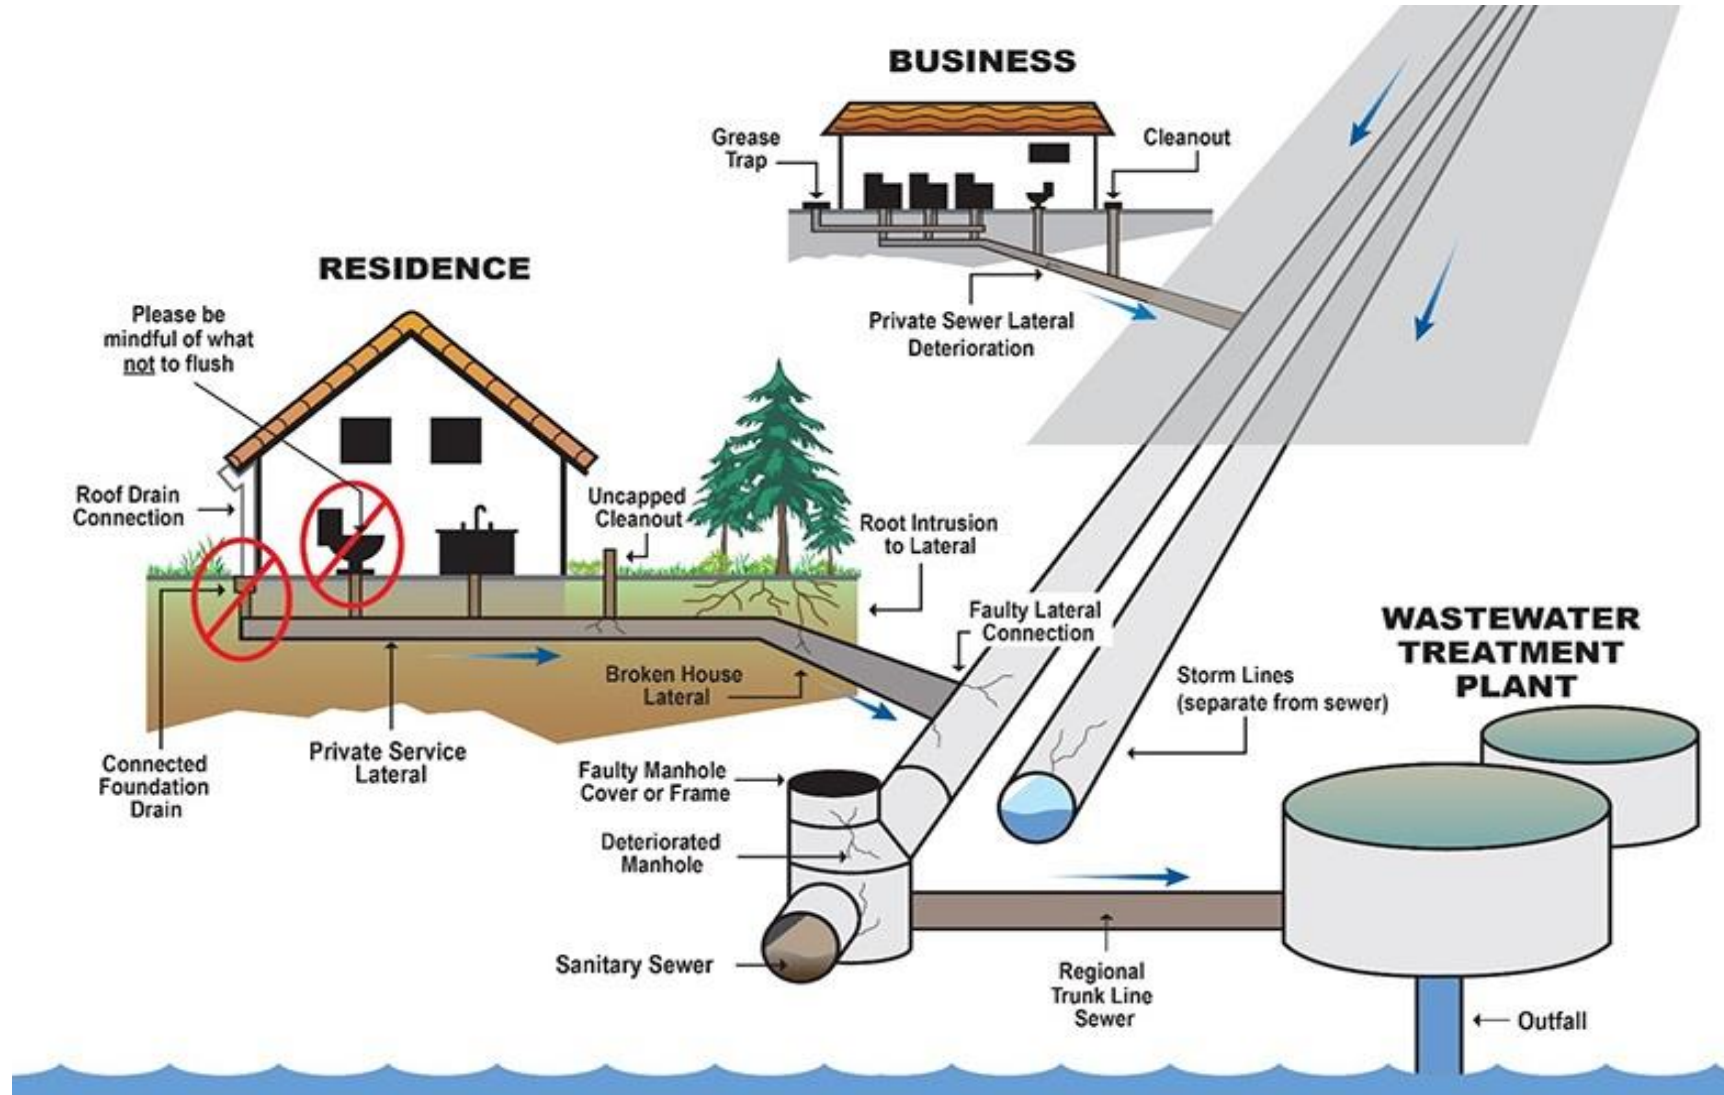 BUSINESS
Grease
Trap
Cleanout
Private Sewer Lateral
Deterioration
RESIDENCE
Please be
mindful of what
not to flush
Roof Drain
Connection
Uncapped
Cleanout
Root Intrusion
to Lateral
Faulty Lateral
Connection
Broken House
Lateral
Connected
Foundation
Drain
Private Service
Lateral
Faulty Manhole
Cover or Frame
Deteriorated
Manhole
Sanitary Sewer
Storm Lines
(separate from sewer)
WASTEWATER
TREATMENT
PLANT
Regional
Trunk Line
Sewer
Outfall